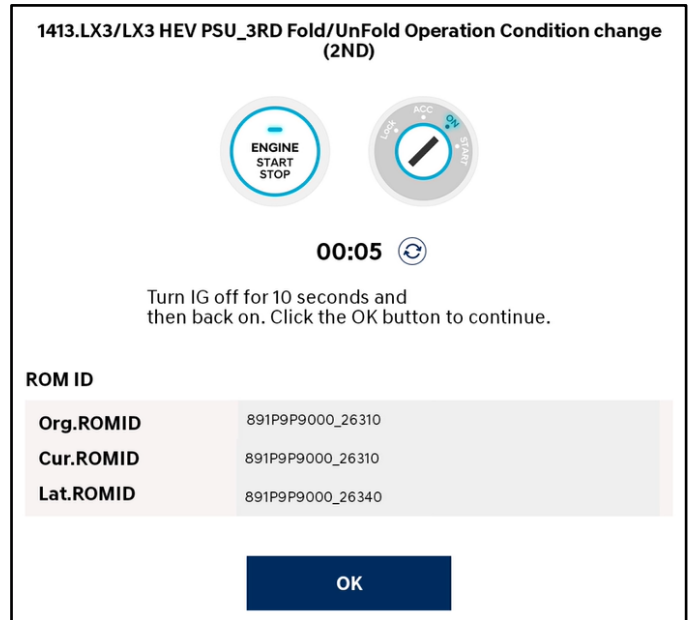 1413.LX3/LX3 HEV PSU_3RD Fold/UnFold Operation Condition change
(2ND)
ENGINE
START
STOP
Lock
ACC
ON
START
00:05
Turn IG off for 10 seconds and
then back on. Click the OK button to continue.
ROM ID
Org.ROMID 891P9P9000_26310
Cur.ROMID 891P9P9000_26310
Lat.ROMID 891P9P9000_26340
OK